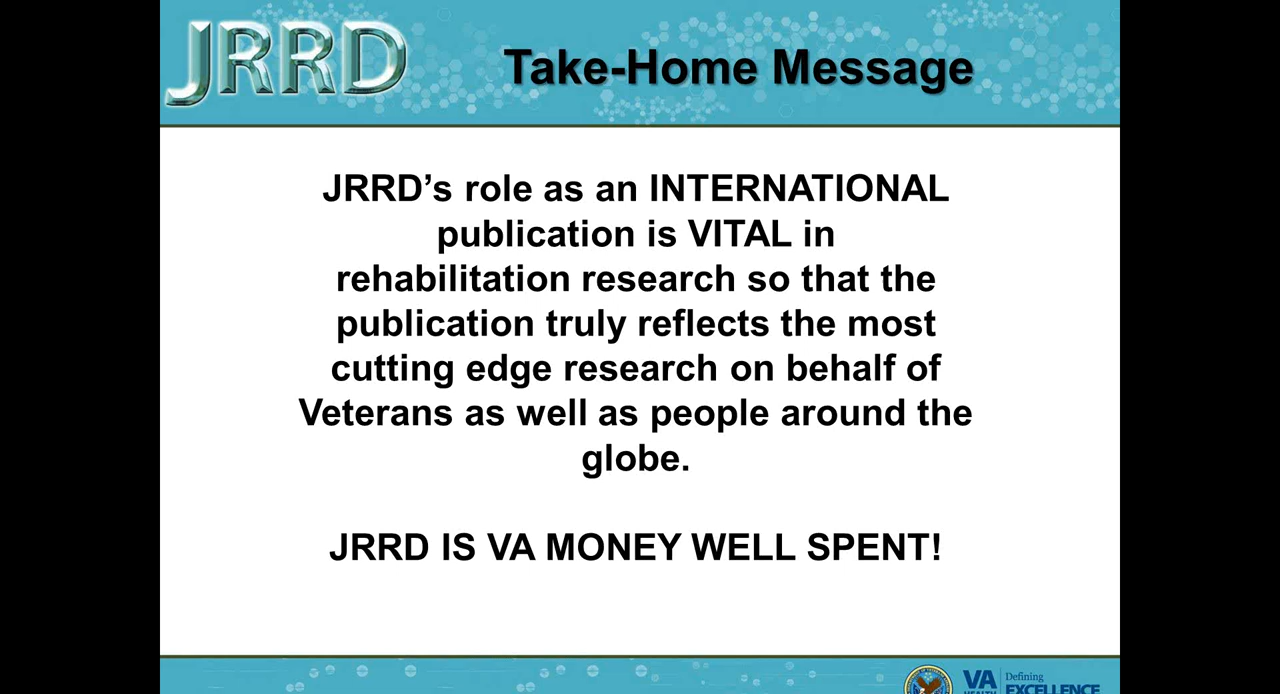 JRRD
Take-Home Message
JRRD’s role as an INTERNATIONAL
publication is VITAL in
rehabilitation research so that the
publication truly reflects the most
cutting edge research on behalf of
Veterans as well as people around the
globe.
JRRD IS VA MONEY WELL SPENT!
VA
HEALTH
Defining
EXCELLENCE